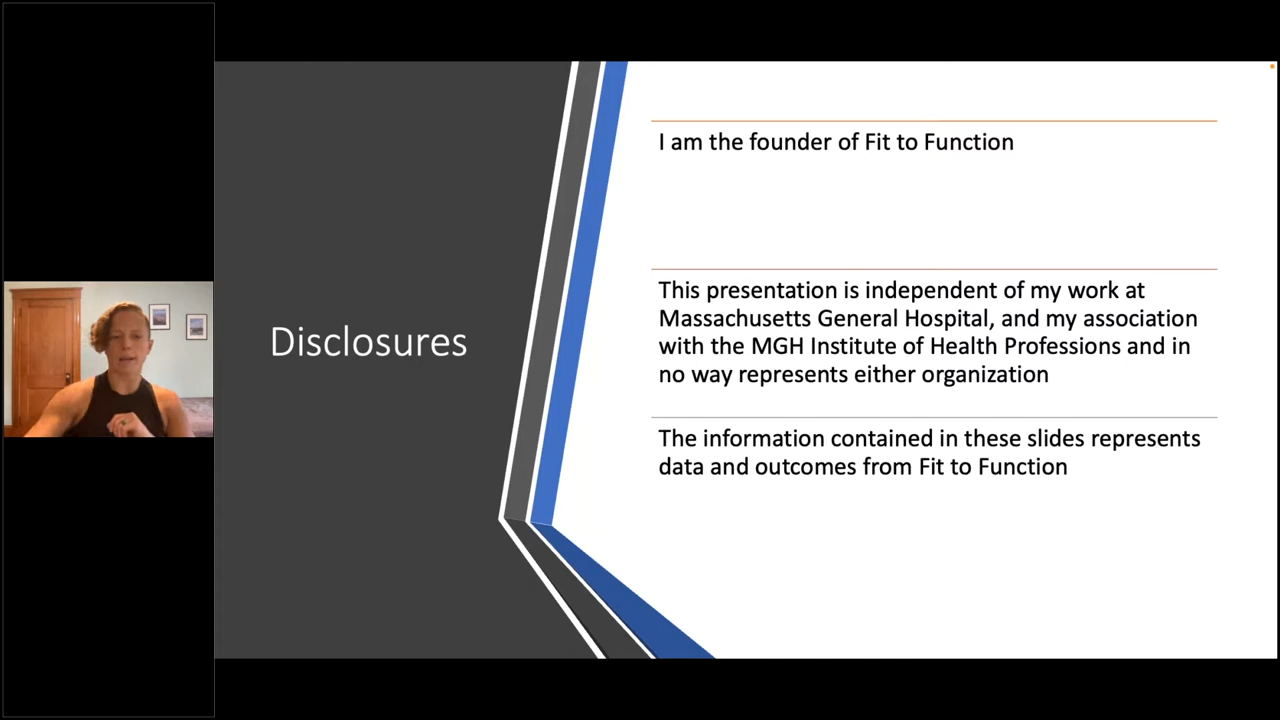 Disclosures
I am the founder of Fit to Function
This presentation is independent of my work at
Massachusetts General Hospital, and my association
with the MGH Institute of Health Professions and in
no way represents either organization
The information contained in these slides represents
data and outcomes from Fit to Function